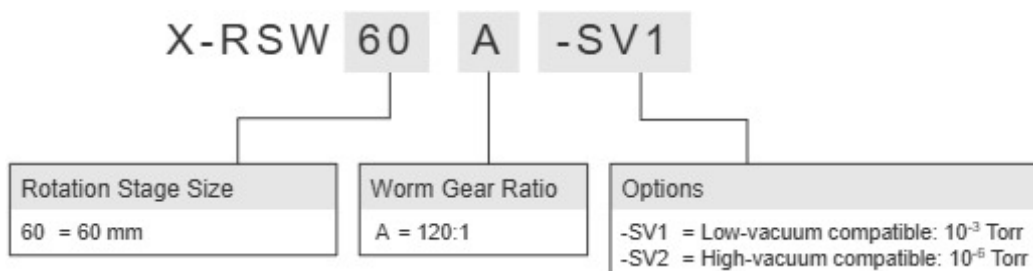 X-RSW 60 A -SV1
Rotation Stage Size
60 = 60 mm
Worm Gear Ratio
A = 120:1
Options
-SV1 = Low-vacuum compatible: 10⁻³ Torr
-SV2 = High-vacuum compatible: 10⁻⁶ Torr